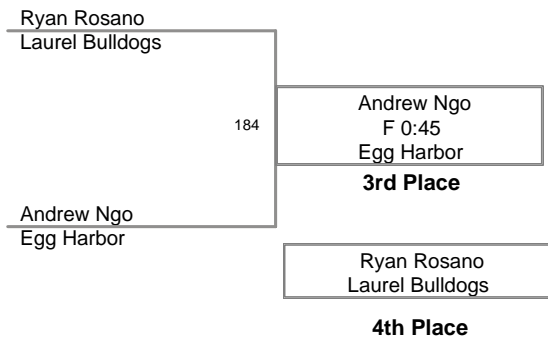 Ryan Rosano
Laurel Bulldogs
184
Andrew Ngo
F 0:45
Egg Harbor
3rd Place
Andrew Ngo
Egg Harbor
Ryan Rosano
Laurel Bulldogs
4th Place